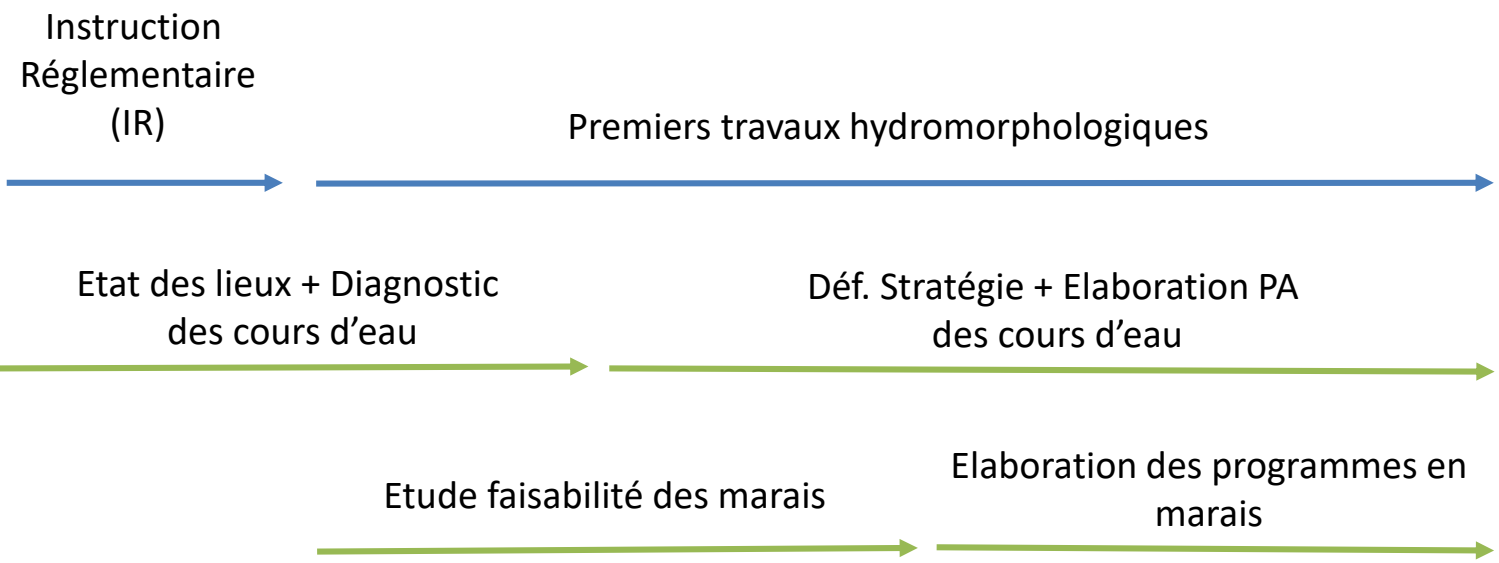 Instruction
Réglementaire
(IR)
Premiers travaux hydromorphologiques
Etat des lieux + Diagnostic
des cours d’eau
Déf. Stratégie + Elaboration PA
des cours d’eau
Etude faisabilité des marais
Elaboration des programmes en
marais